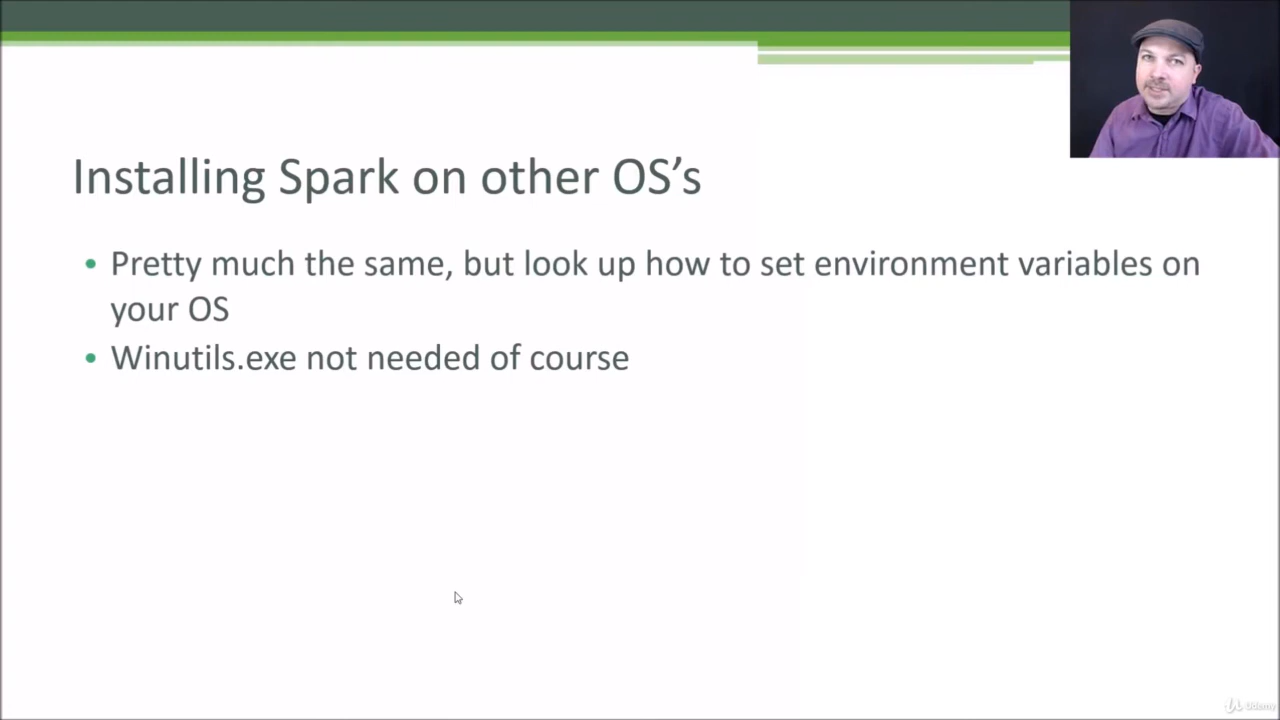 Installing Spark on other OS’s
• Pretty much the same, but look up how to set environment variables on
your OS
• Winutils.exe not needed of course
Udemy